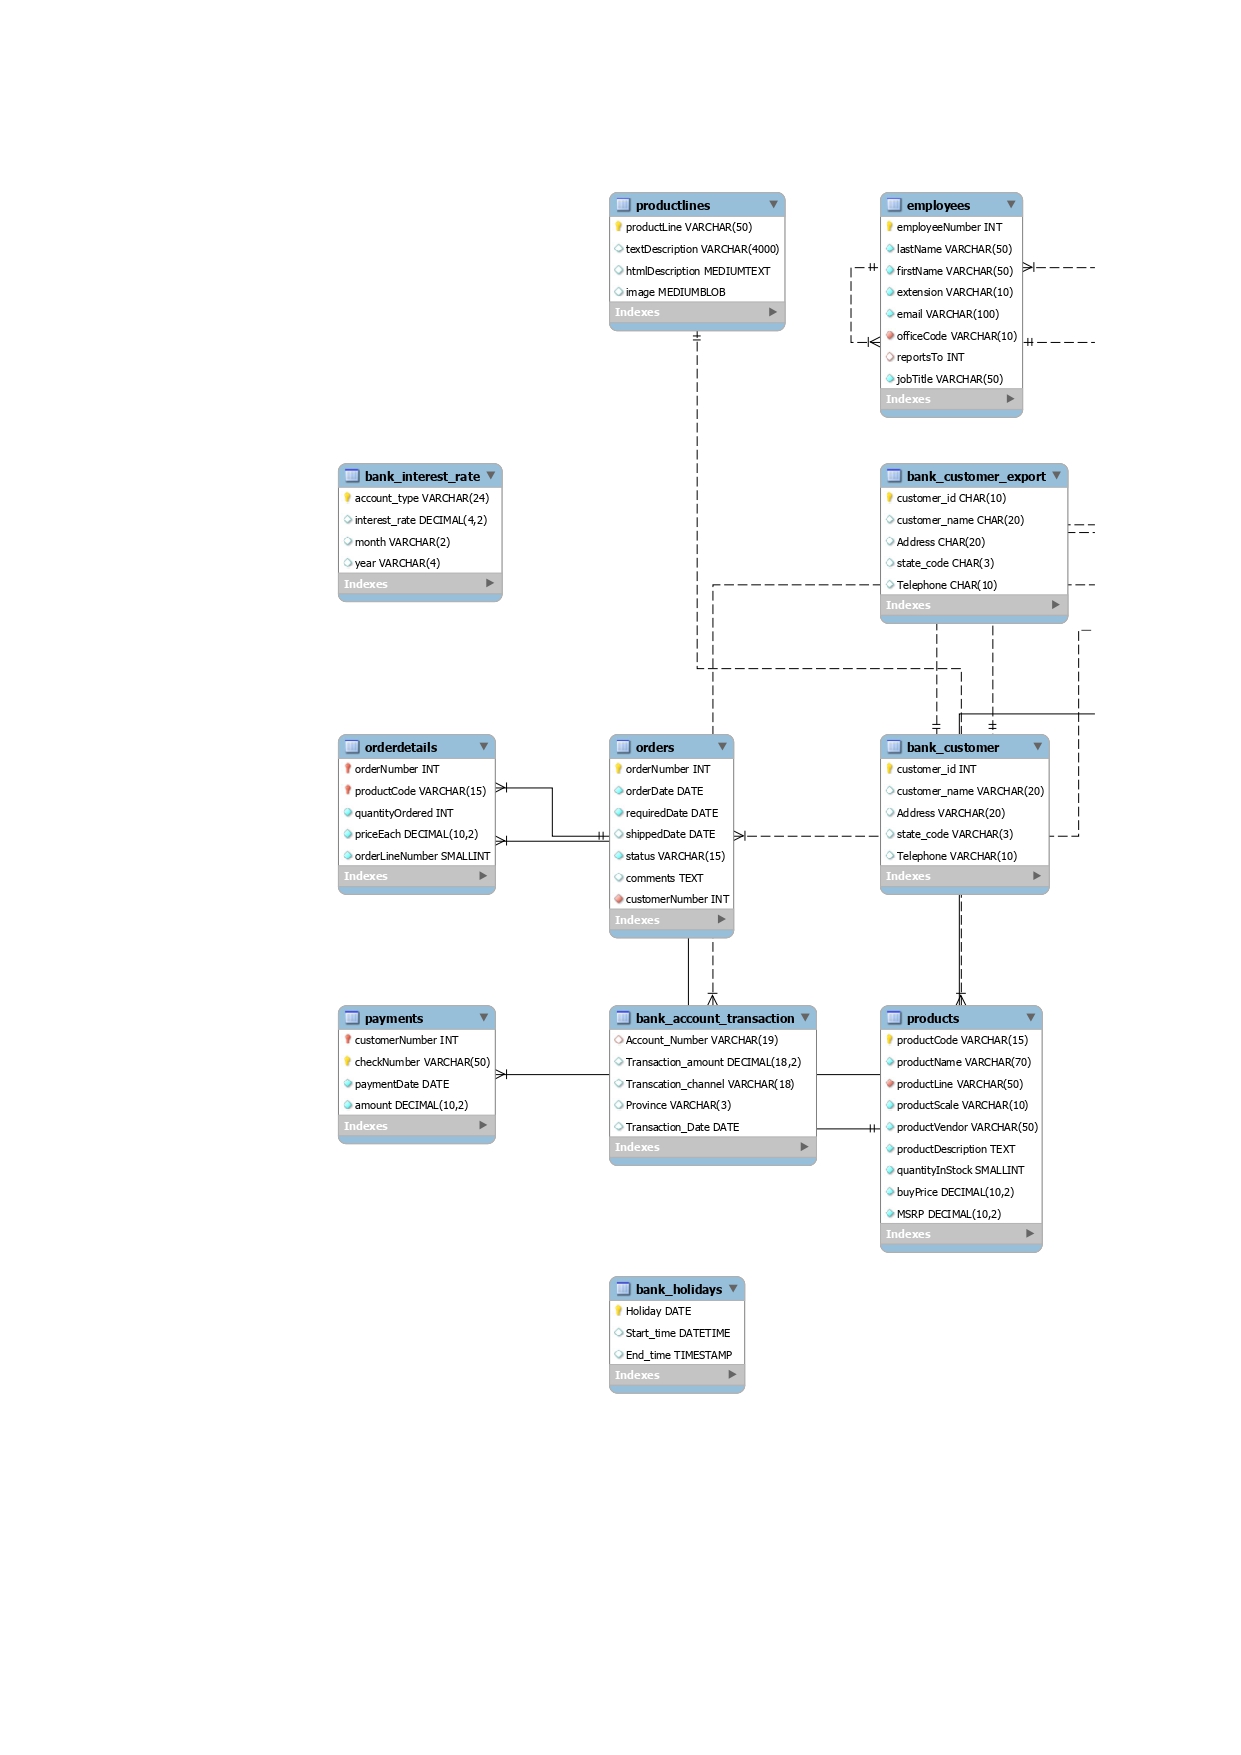 productlines
productLine VARCHAR(50)
textDescription VARCHAR(4000)
htmlDescription MEDIUMTEXT
image MEDIUMBLOB
Indexes
employees
employeeNumber INT
lastName VARCHAR(50)
firstName VARCHAR(50)
extension VARCHAR(10)
email VARCHAR(100)
officeCode VARCHAR(10)
reportsTo INT
jobTitle VARCHAR(50)
Indexes
bank_interest_rate
account_type VARCHAR(24)
interest_rate DECIMAL(4,2)
month VARCHAR(2)
year VARCHAR(4)
Indexes
bank_customer_export
customer_id CHAR(10)
customer_name CHAR(20)
Address CHAR(20)
state_code CHAR(3)
Telephone CHAR(10)
Indexes
orderdetails
orderNumber INT
productCode VARCHAR(15)
quantityOrdered INT
priceEach DECIMAL(10,2)
orderLineNumber SMALLINT
Indexes
orders
orderNumber INT
orderDate DATE
requiredDate DATE
shippedDate DATE
status VARCHAR(15)
comments TEXT
customerNumber INT
Indexes
bank_customer
customer_id INT
customer_name VARCHAR(20)
Address VARCHAR(20)
state_code VARCHAR(3)
Telephone VARCHAR(10)
Indexes
payments
customerNumber INT
checkNumber VARCHAR(50)
paymentDate DATE
amount DECIMAL(10,2)
Indexes
bank_account_transaction
Account_Number VARCHAR(19)
Transaction_amount DECIMAL(18,2)
Transcation_channel VARCHAR(18)
Province VARCHAR(3)
Transaction_Date DATE
Indexes
products
productCode VARCHAR(15)
productName VARCHAR(70)
productLine VARCHAR(50)
productScale VARCHAR(10)
productVendor VARCHAR(50)
productDescription TEXT
quantityInStock SMALLINT
buyPrice DECIMAL(10,2)
MSRP DECIMAL(10,2)
Indexes
bank_holidays
Holiday DATE
Start_time DATETIME
End_time TIMESTAMP
Indexes